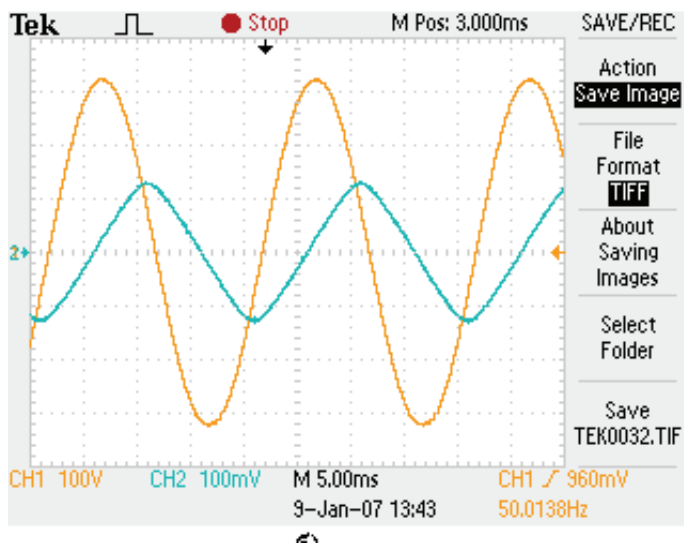 Tek Stop M Pos: 3.000ms SAVE/REC
Action
Save Image
File
Format
TIFF
About
Saving
Images
Select
Folder
Save
TEK0032.TIF
2
CH1 100V CH2 100mV M 5.00ms CH1 / 960mV
9-Jan-07 13:43 50.0138Hz
б)